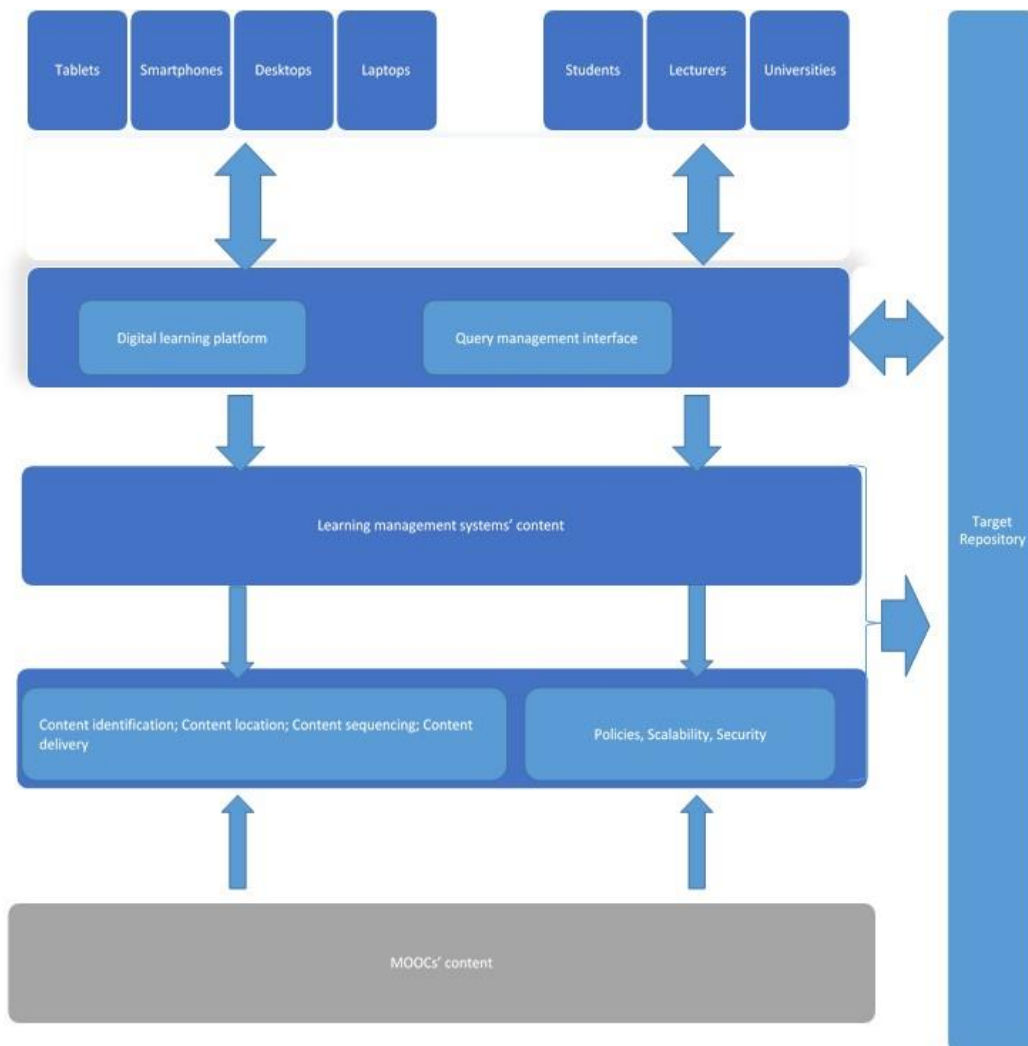 Tablets
Smartphones
Desktops
Laptops
Students
Lecturers
Universities
Digital learning platform
Query management interface
Learning management systems’ content
Target
Repository
Content identification; Content location; Content sequencing; Content
delivery
Policies, Scalability, Security
MOOCs’ content